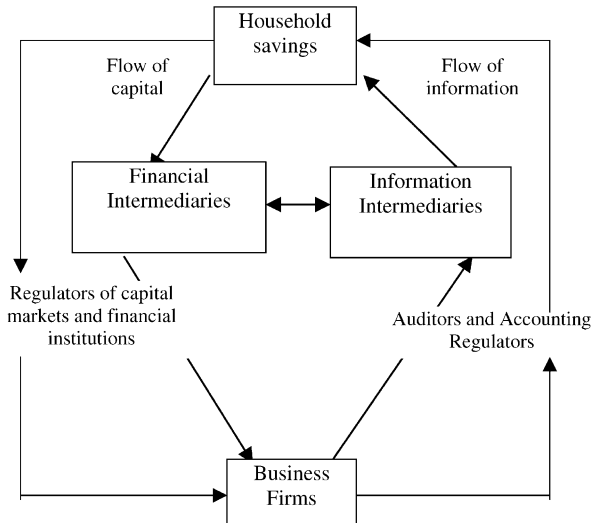 Household
savings
Flow of
capital
Flow of
information
Financial
Intermediaries
Information
Intermediaries
Regulators of capital
markets and financial
institutions
Auditors and Accounting
Regulators
Business
Firms